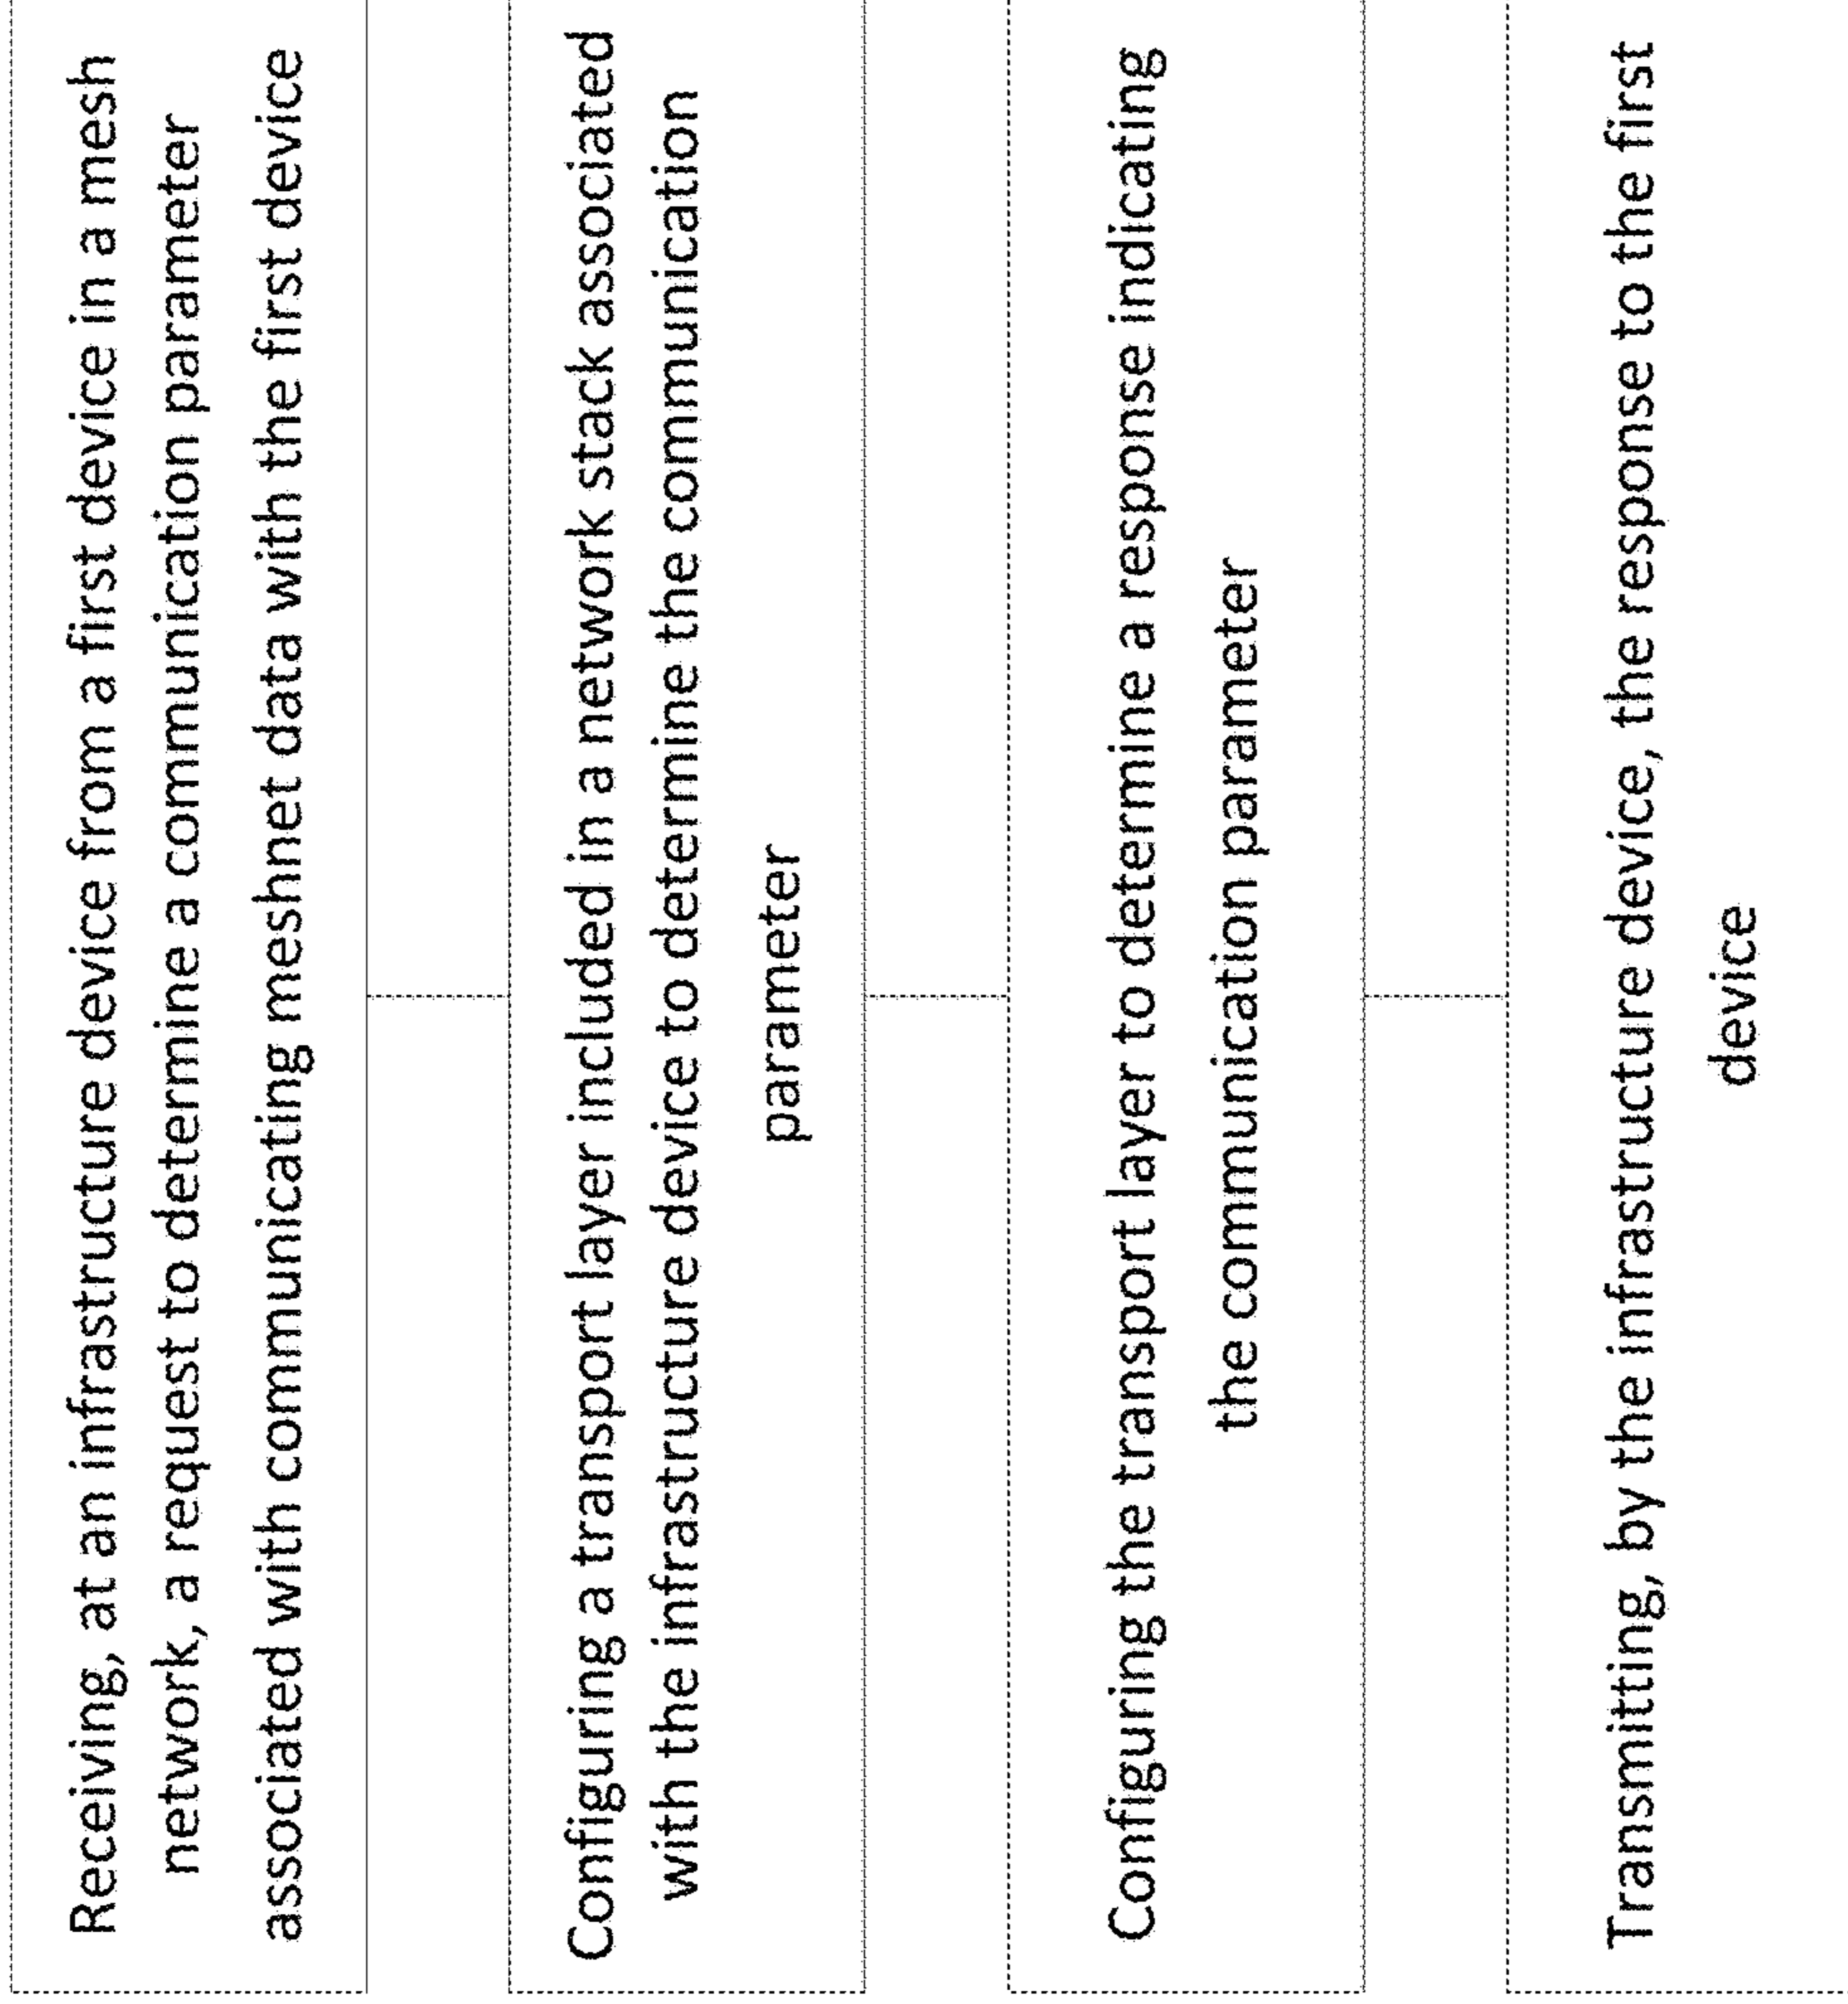 Receiving, at an infrastructure device from a first device in a mesh
network, a request to determine a communication parameter
associated with communicating meshnet data with the first device
Configuring a transport layer included in a network stack associated
with the infrastructure device to determine the communication
parameter
Configuring the transport layer to determine a response indicating
the communication parameter
Transmitting, by the infrastructure device, the response to the first
device